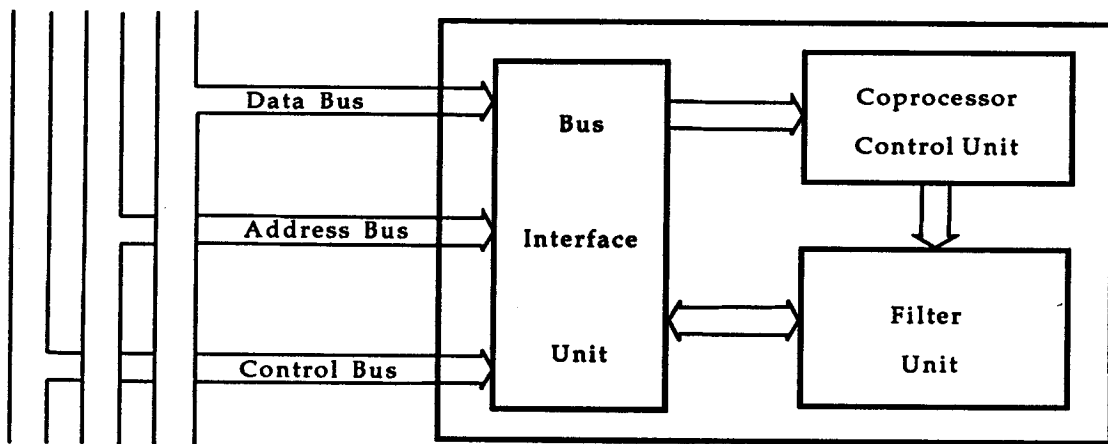 Data Bus
Address Bus
Control Bus
Bus
Interface
Unit
Coprocessor
Control Unit
Filter
Unit